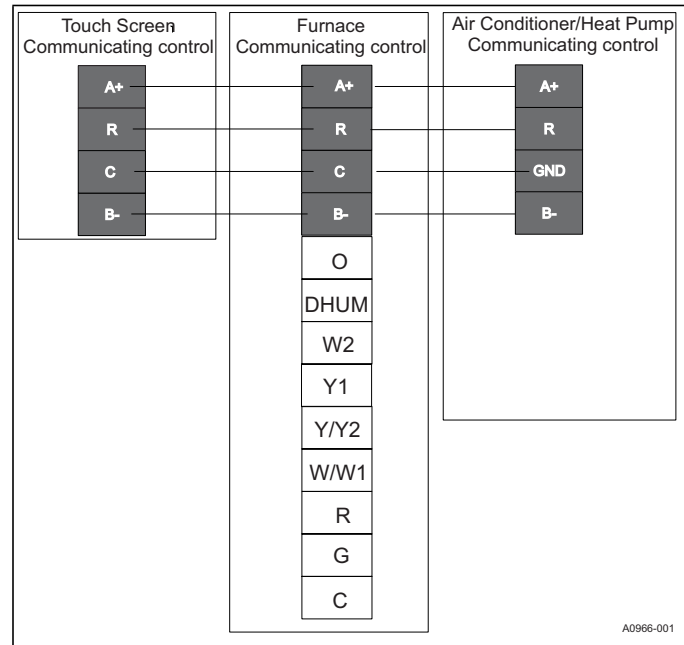 Touch Screen
Communicating control
A+
R
C
B-
Furnace
Communicating control
A+
R
C
B-
O
DHUM
W2
Y1
Y/Y2
W/W1
R
G
C
Air Conditioner/Heat Pump
Communicating control
A+
R
GND
B-
A0966-001